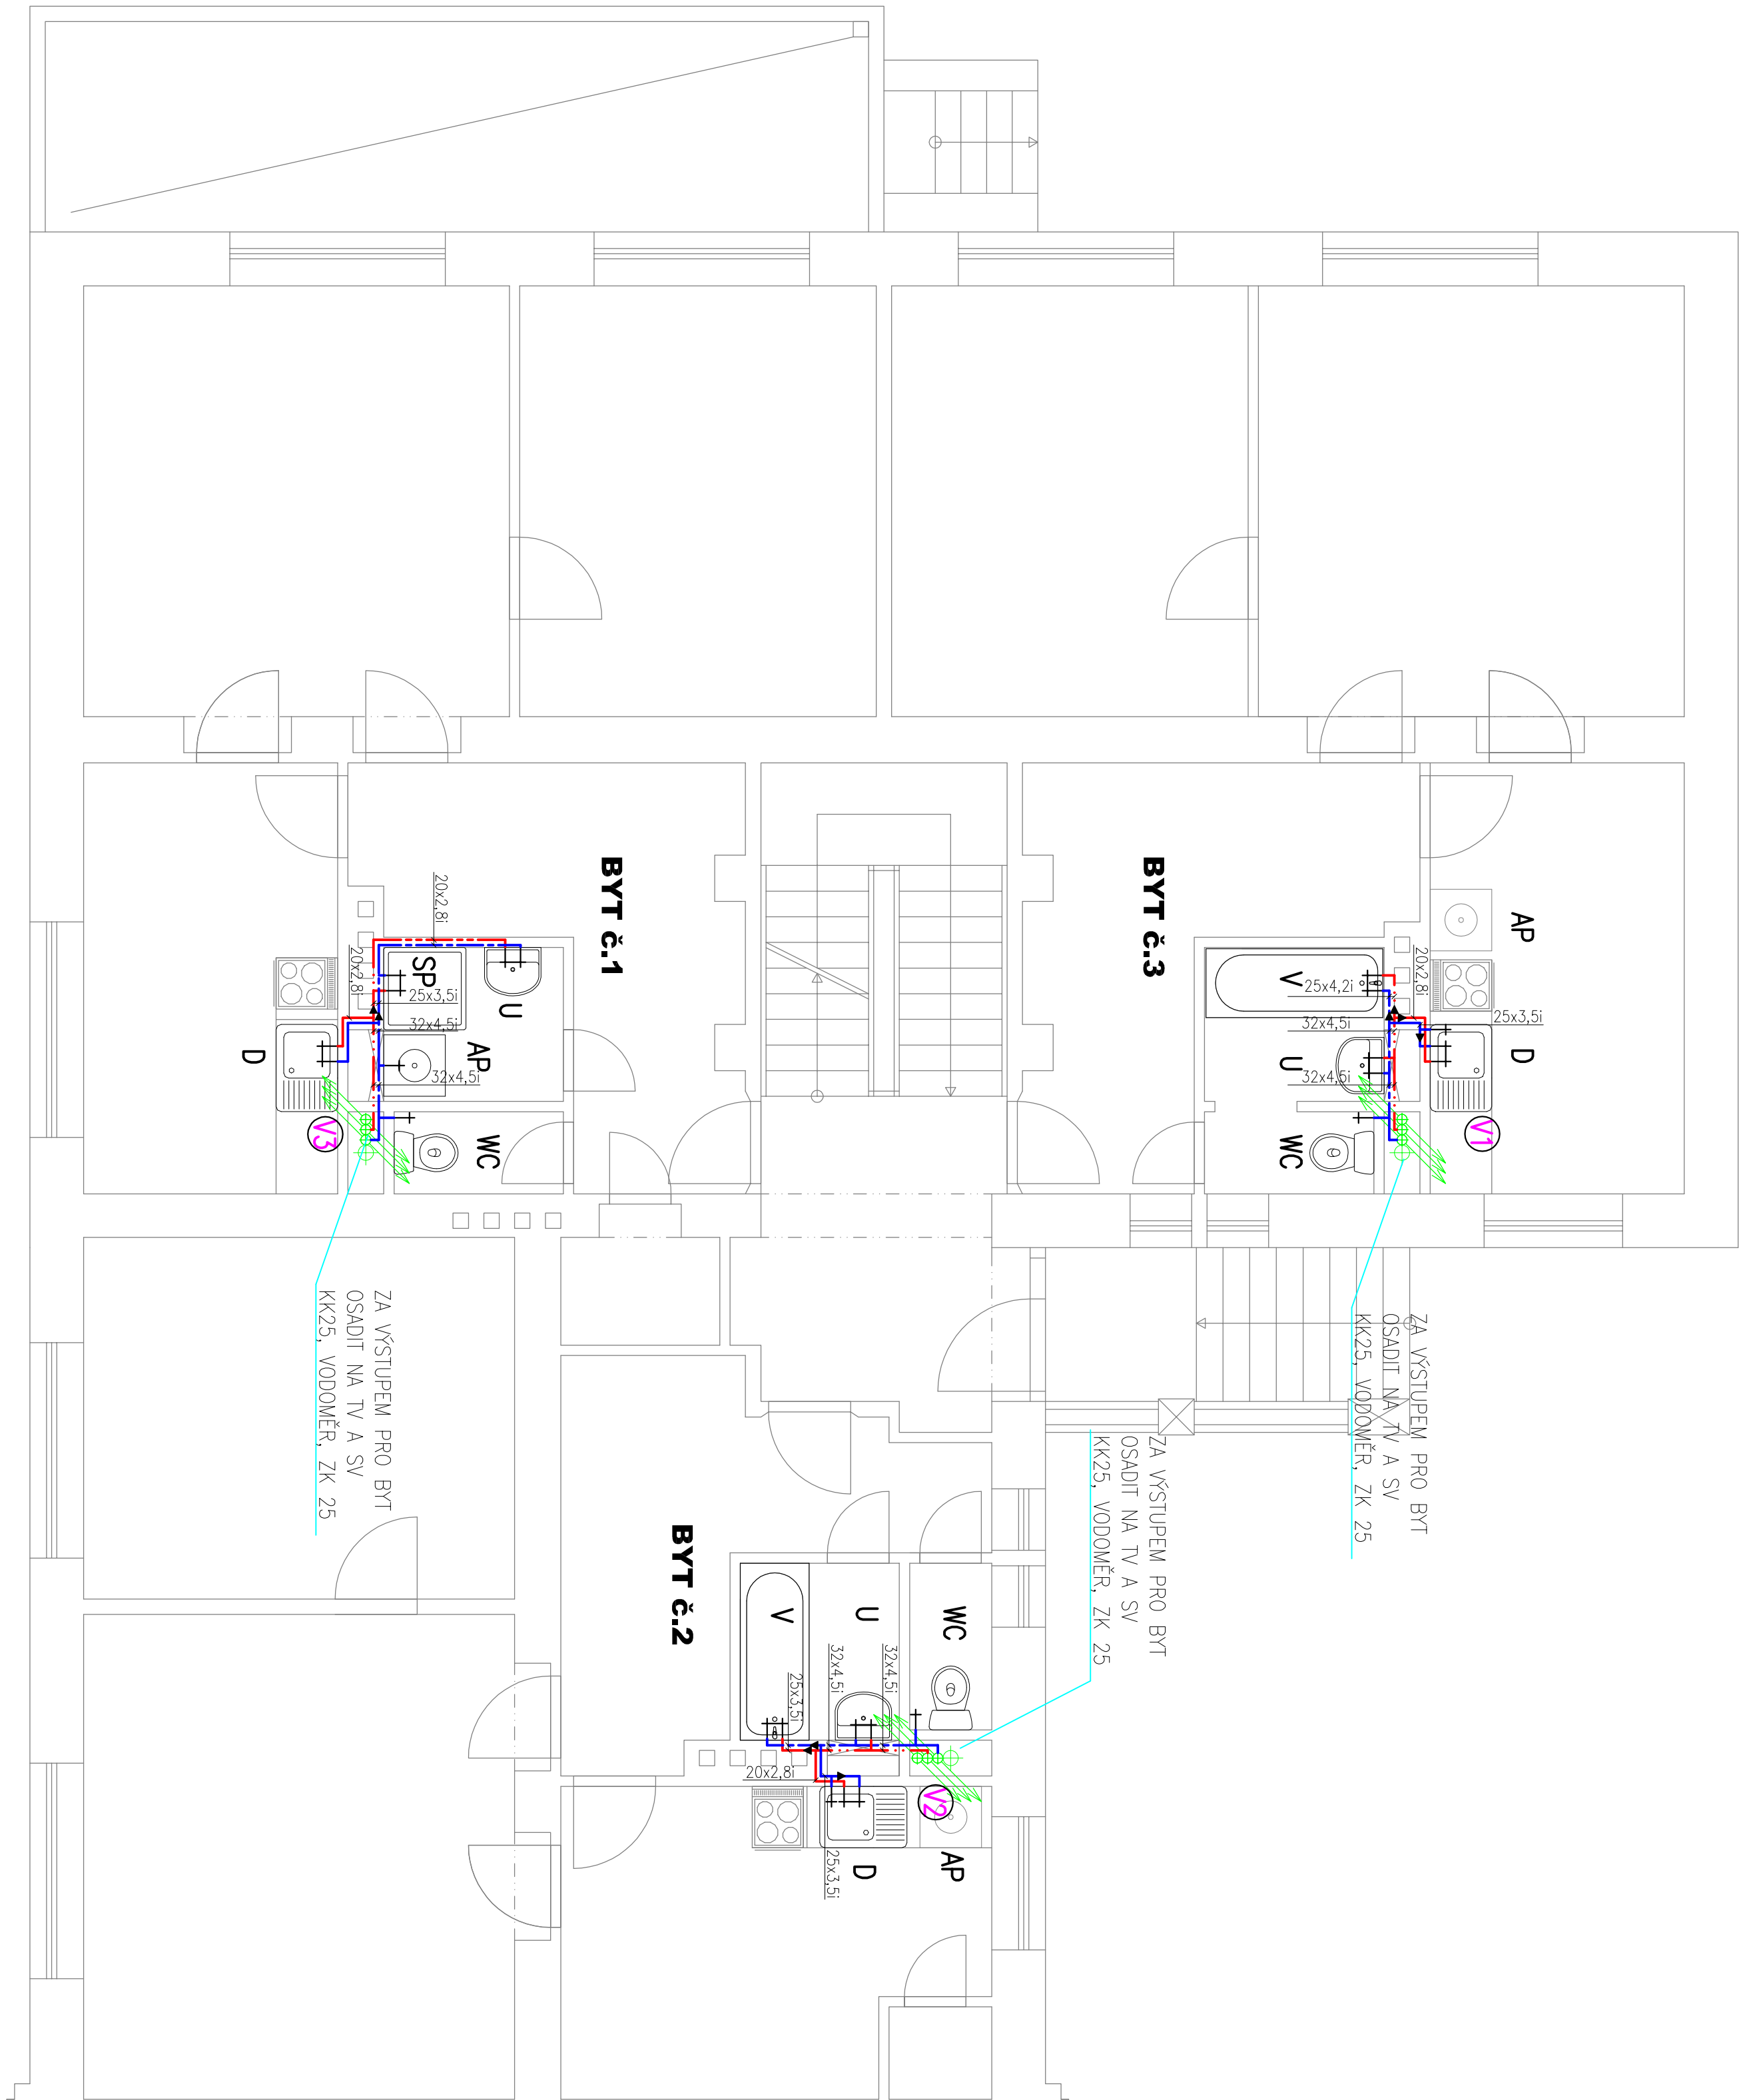 BYT č.1
20x2,8i
20x2,8i
SP
U
25x3,5i
32x4,5i
AP
32x4,5i
D
V3
WC
ZA VÝSTUPEM PRO BYT
OSADIT NA TV A SV
KK25, VODOMĚR, ZK 25
BYT č.3
AP
20x2,8i
V
25x4,2i
25x3,5i
32x4,5i
U
D
32x4,5i
V1
WC
ZA VÝSTUPEM PRO BYT
OSADIT NA TV A SV
KK25, VODOMĚR, ZK 25
ZA VÝSTUPEM PRO BYT
OSADIT NA TV A SV
KK25, VODOMĚR, ZK 25
BYT č.2
V
U
WC
32x4,5i
32x4,5i
25x3,5i
20x2,8i
V2
25x3,5i
D
AP